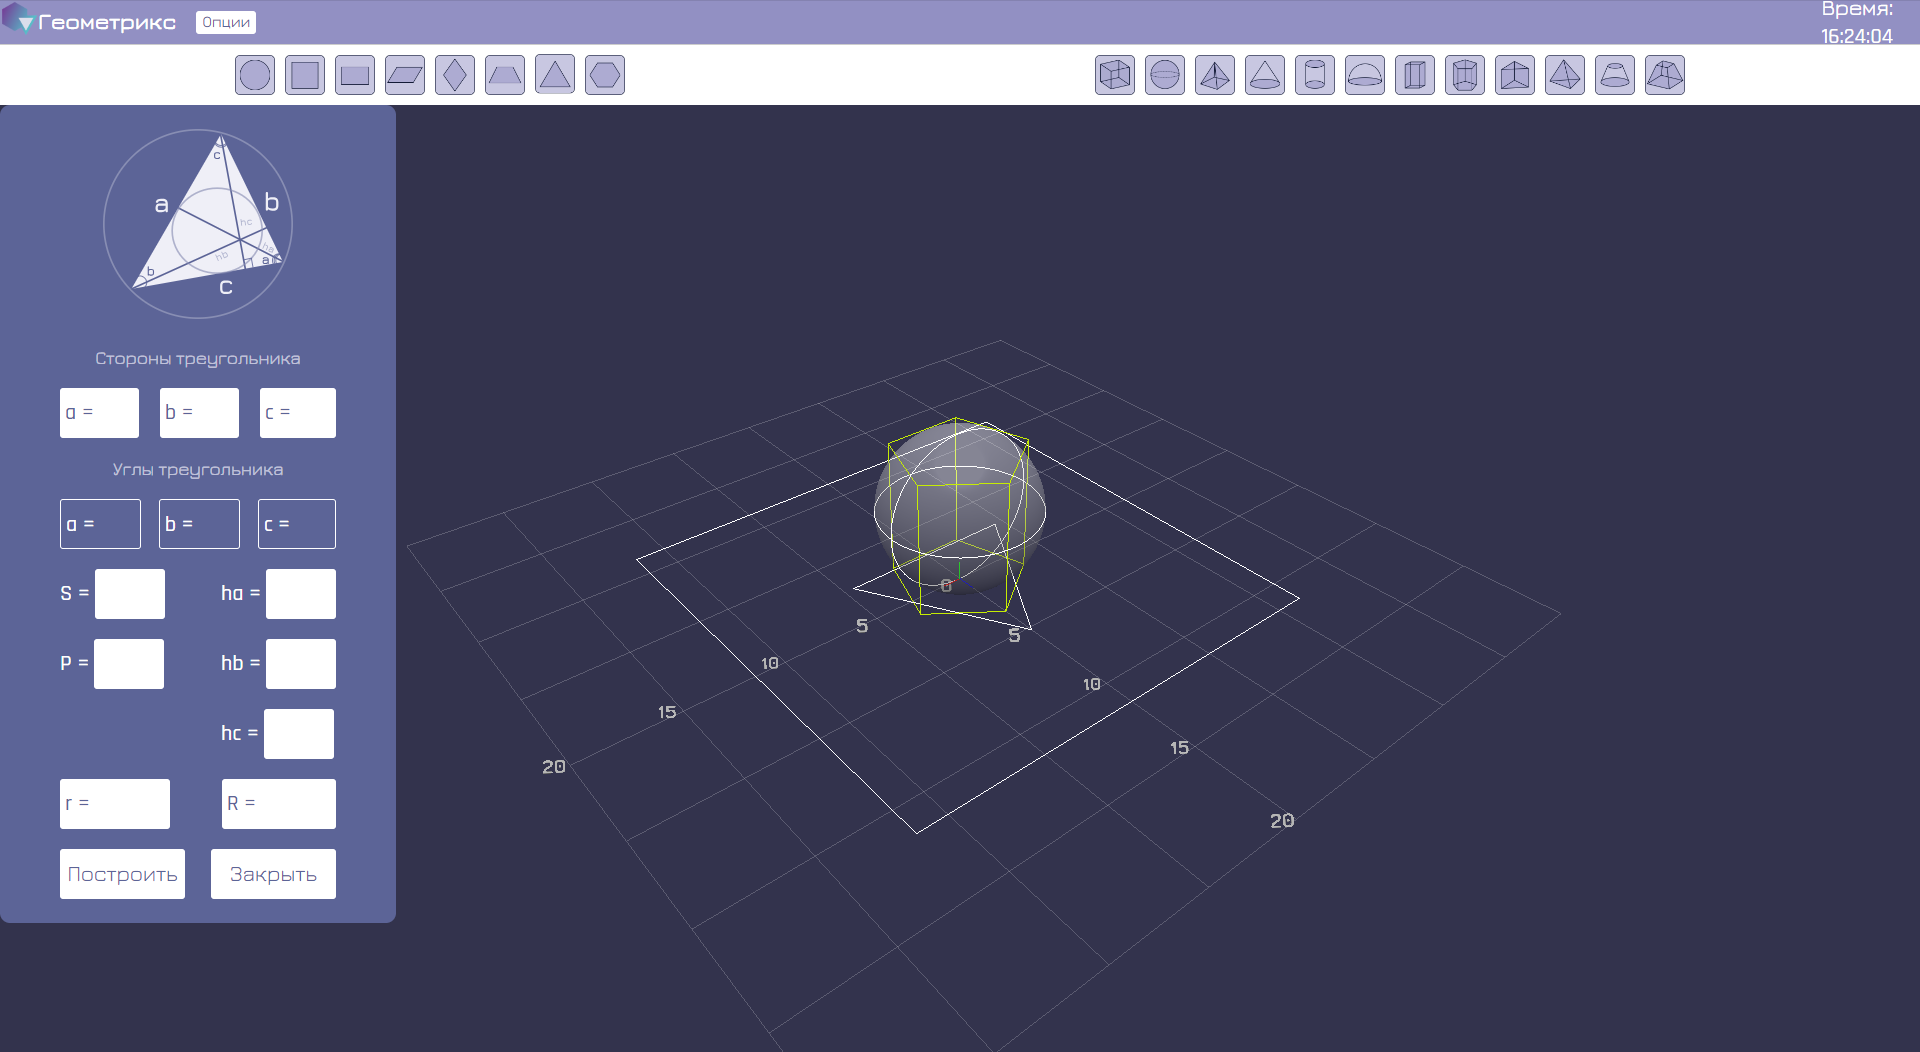 Геометрикс
Опции
Время:
16:24:04
c
a
b
hc
ha
hb
a
b
c
Стороны треугольника
a = b = c =
Углы треугольника
a = b = c =
S = ha =
P = hb =
hc =
r = R =
Построить Закрыть
0
5 5
10 10
15 15
20 20